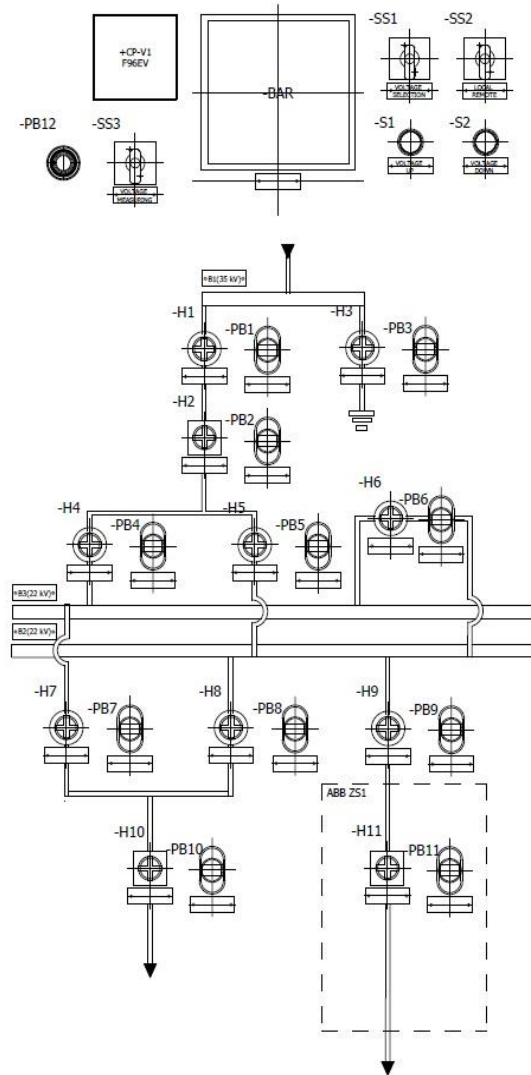 -SS1 -SS2
+CP-V1
F96EV
-BAR
VOLTAGE
SELECTION
LOCAL
REMOTE
-PB12 -SS3
-S1 -S2
VOLTAGE
UP
VOLTAGE
DOWN
VOLTAGE
MEASURING
=B1(35 kV)=
-H1 -H3
-PB1 -PB3
-H2
-PB2
-H4 -H5 -H6
-PB4 -PB5 -PB6
=B3(22 kV)=
=B2(22 kV)=
-H7 -H8 -H9
-PB7 -PB8 -PB9
ABB ZS1
-H10 -H11
-PB10 -PB11